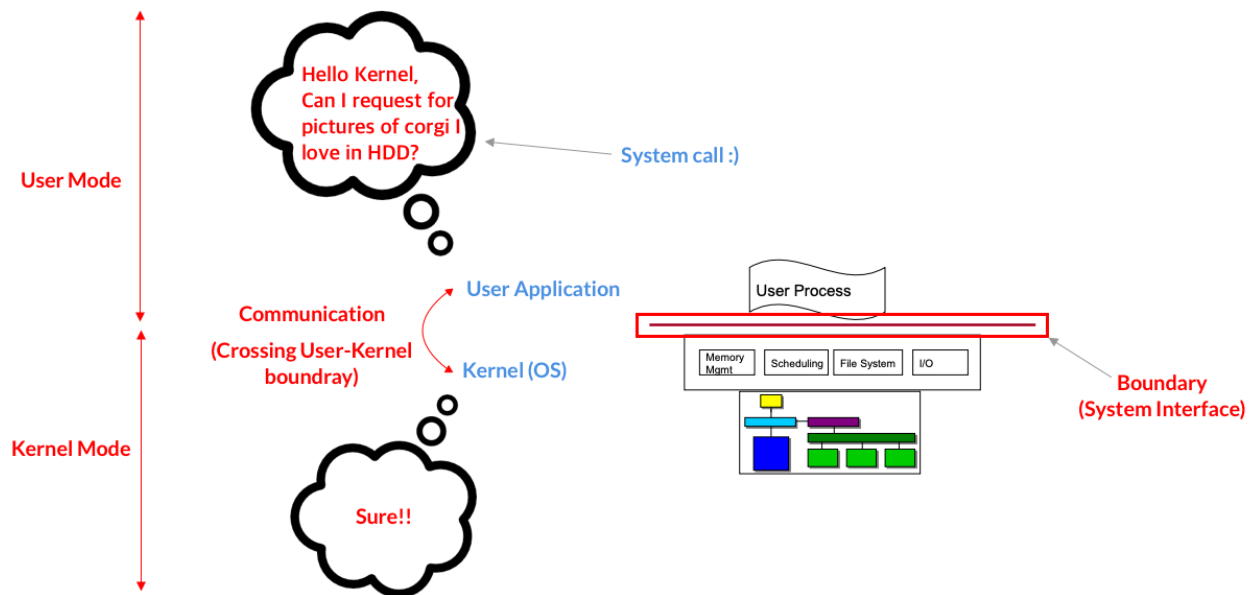 Hello Kernel,
Can I request for
pictures of corgi I
love in HDD?
System call :)
User Mode
User Application
Communication
(Crossing User-Kernel
boundray)
Kernel (OS)
User Process
Memory
Mgmt
Scheduling
File System
I/O
Boundary
(System Interface)
Kernel Mode
Sure!!